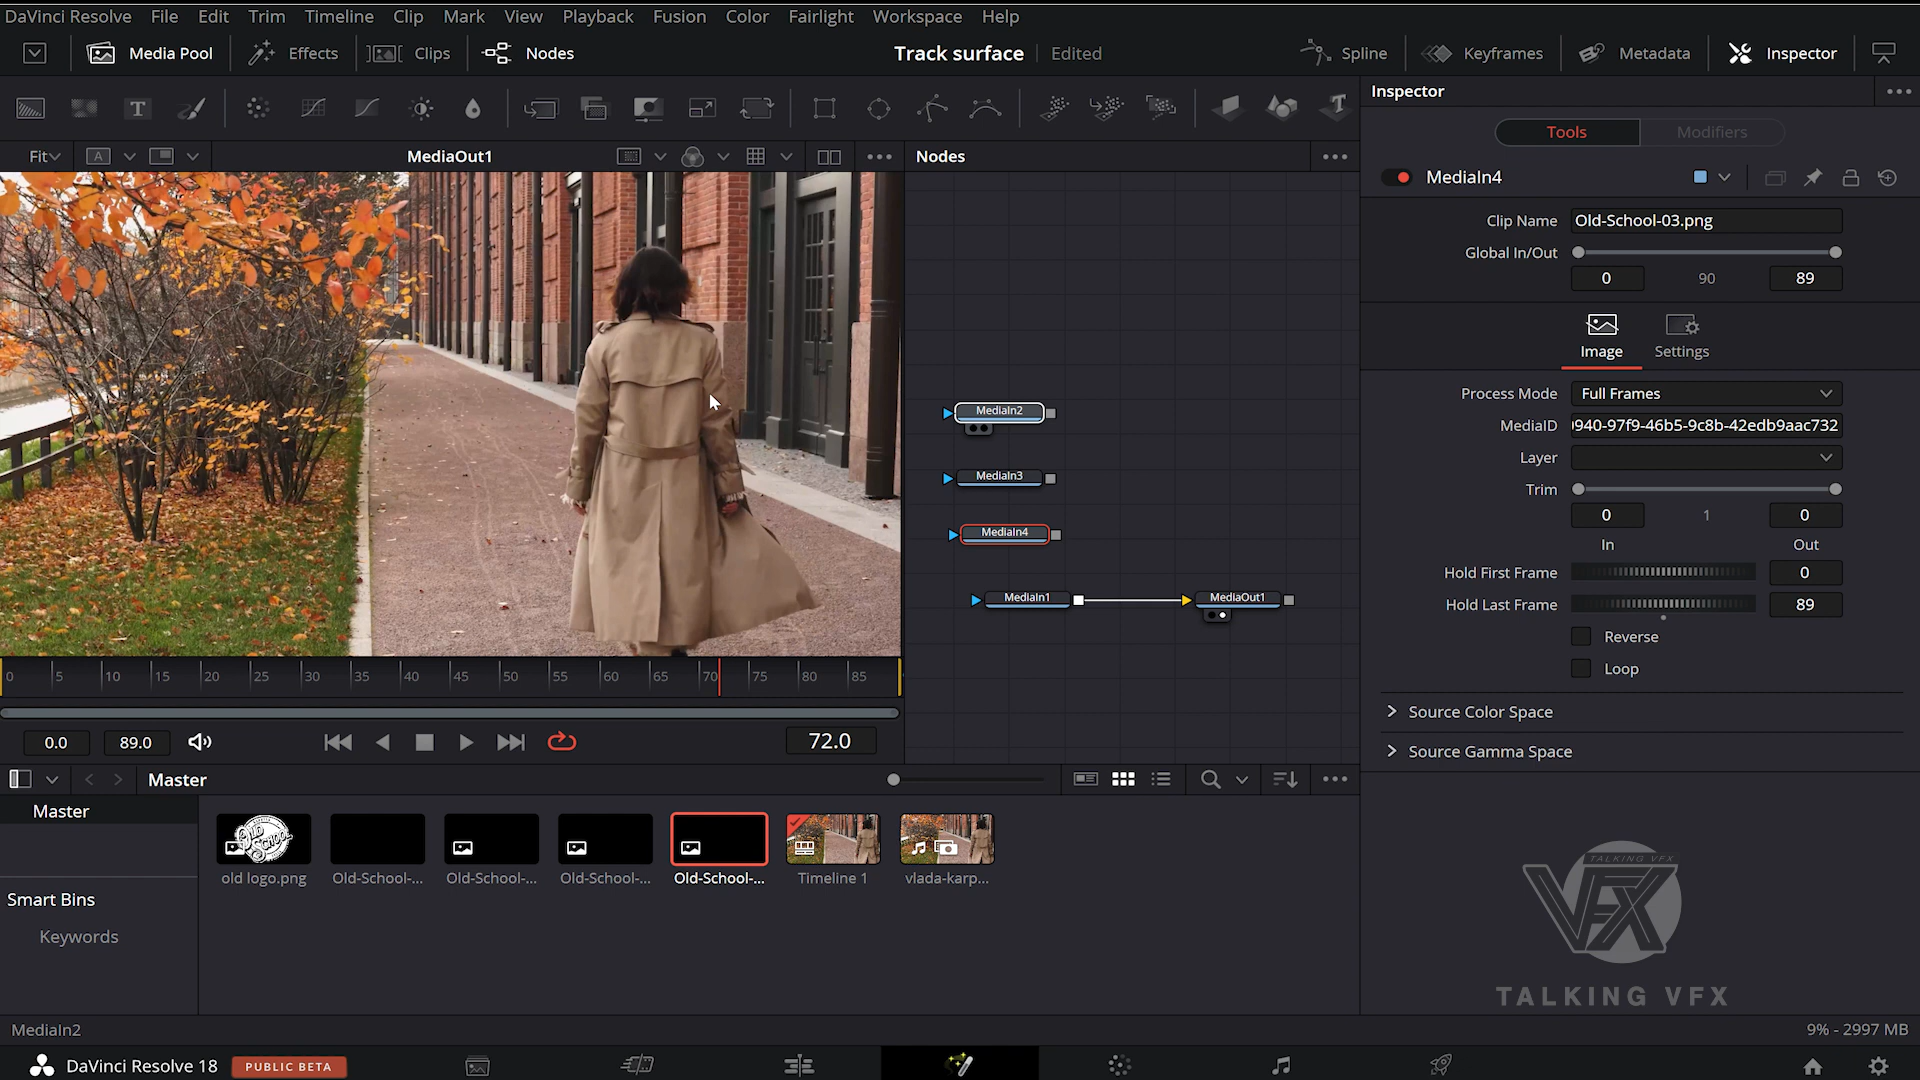 DaVinci Resolve File Edit Trim Timeline Clip Mark View Playback Fusion Color Fairlight Workspace Help
Media Pool Effects Clips Nodes Track surface Edited Spline Keyframes Metadata Inspector
Inspector
Tools Modifiers
Fit A MediaOut1 Nodes
MediaIn4
Clip Name Old-School-03.png
Global In/Out
0 90 89
Image Settings
Process Mode Full Frames
MediaID 940-97f9-46b5-9c8b-42edb9aac732
Layer
Trim
0 1 0
In Out
Hold First Frame 0
Hold Last Frame 89
Reverse
Loop
Source Color Space
Source Gamma Space
MediaIn2
MediaIn3
MediaIn4
MediaIn1 MediaOut1
0 5 10 15 20 25 30 35 40 45 50 55 60 65 70 75 80 85
0.0 89.0 72.0
Master
Master
old logo.png Old-School-... Old-School-... Old-School-... Old-School-... Timeline 1 vlada-karp...
Old School
Smart Bins
Keywords
TALKING VFX
VFX
TALKING VFX
MediaIn2 9% - 2997 MB
DaVinci Resolve 18 PUBLIC BETA